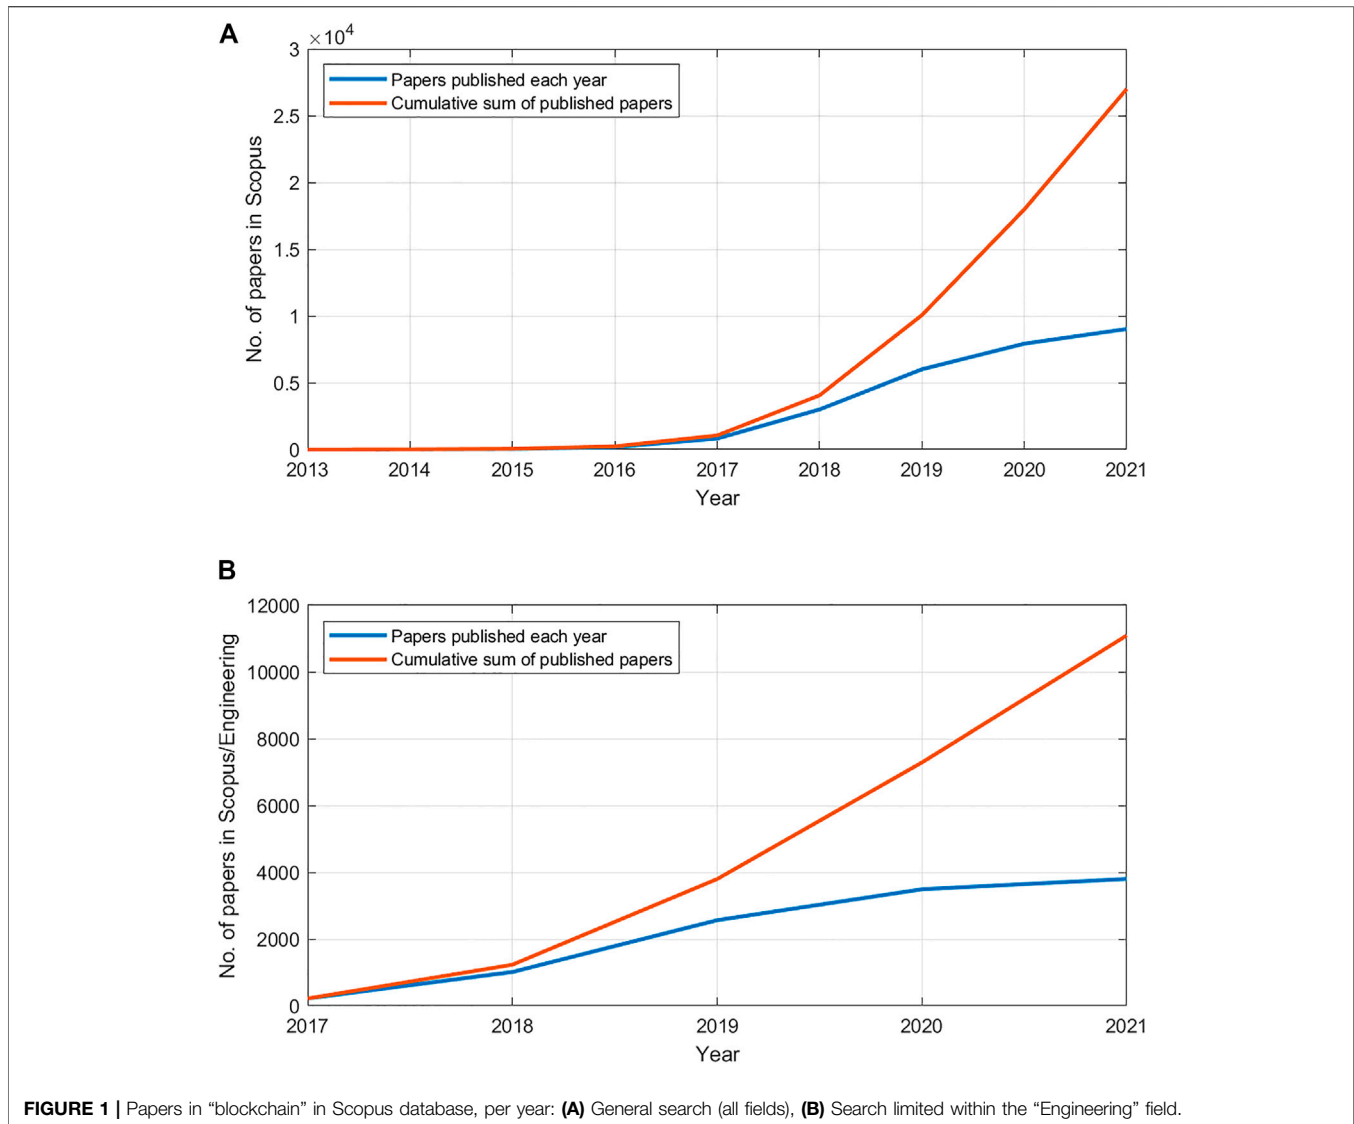 A
×10⁴
3
2.5
2
1.5
1
0.5
0
No. of papers in Scopus
Papers published each year
Cumulative sum of published papers
2013 2014 2015 2016 2017 2018 2019 2020 2021
Year
B
12000
10000
8000
6000
4000
2000
0
No. of papers in Scopus/Engineering
Papers published each year
Cumulative sum of published papers
2017 2018 2019 2020 2021
Year
FIGURE 1 | Papers in “blockchain” in Scopus database, per year: (A) General search (all fields), (B) Search limited within the “Engineering” field.